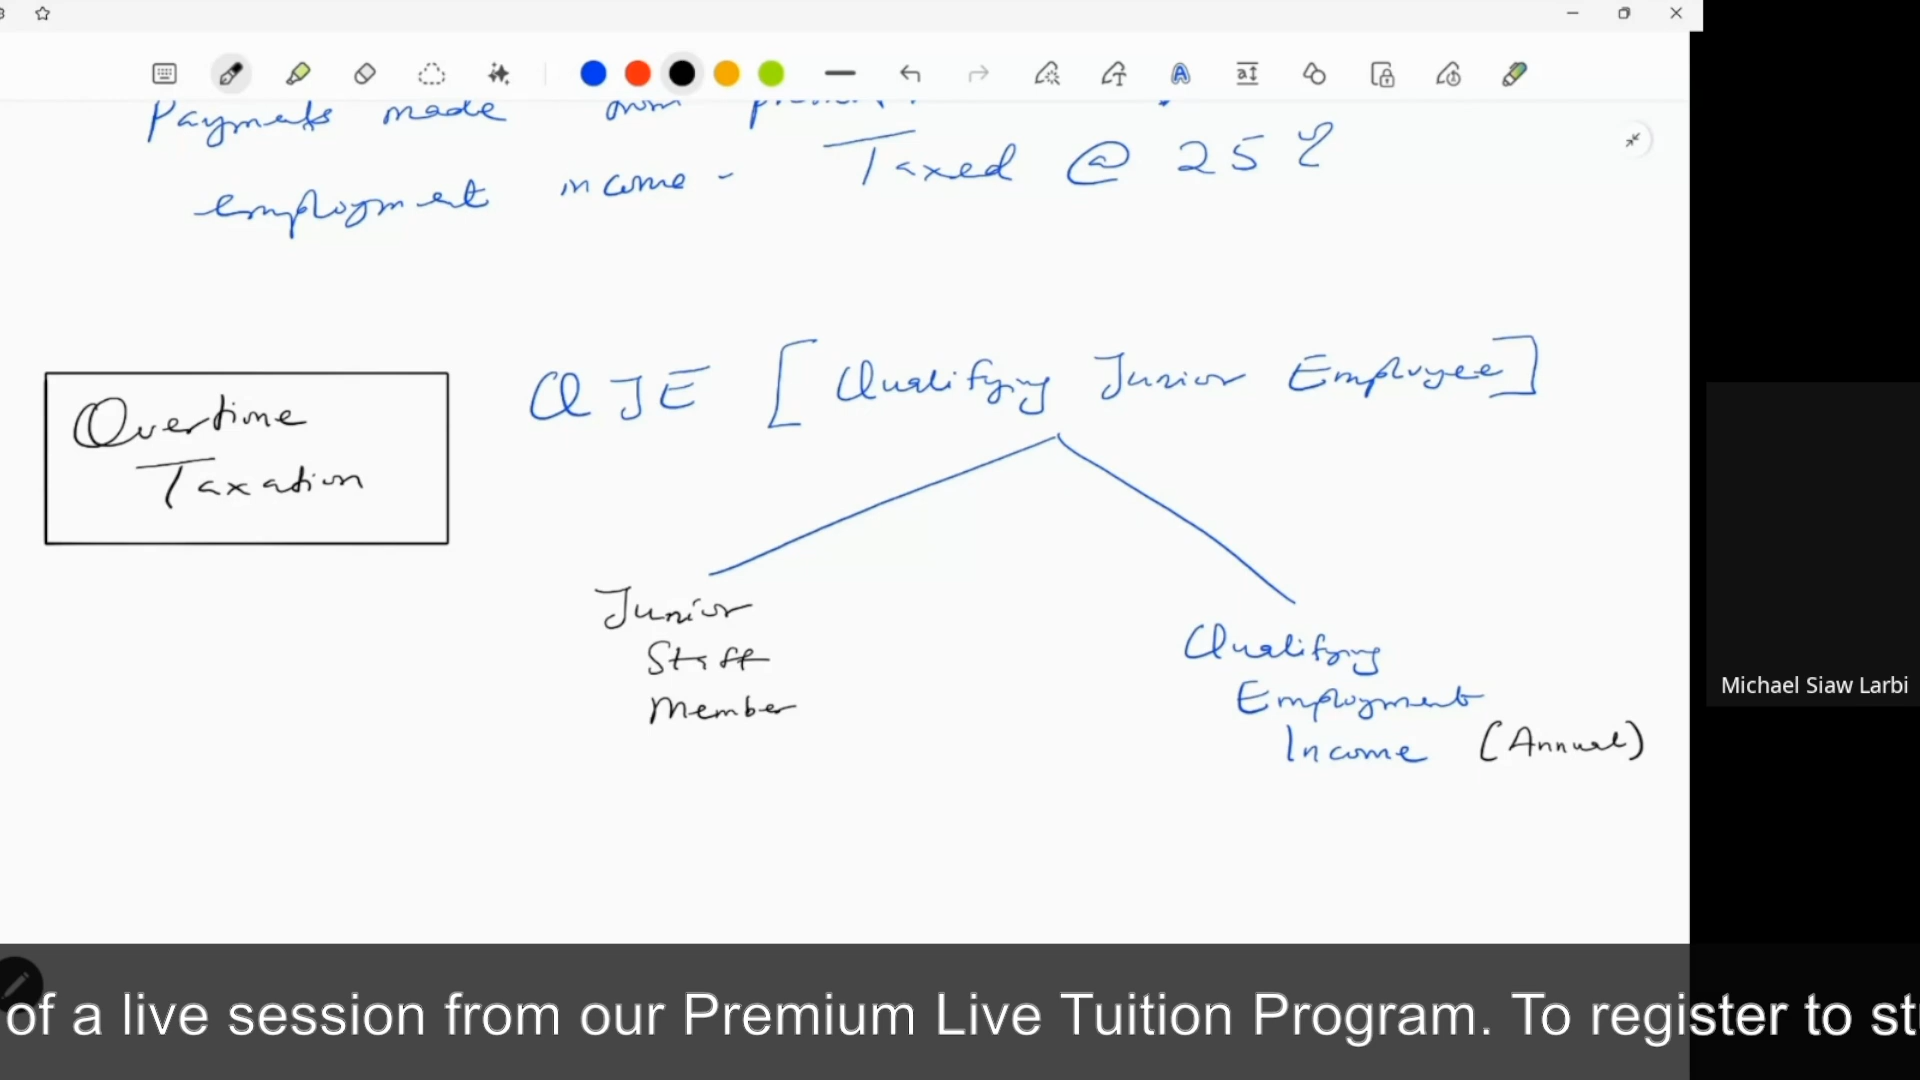 Payments made from
Taxed @ 25%
employment income -
QJE [Qualifying Junior Employee]
Overtime
Taxation
Junior
Staff
Member
Qualifying
Employment
Income (Annual)
Michael Siaw Larbi
of a live session from our Premium Live Tuition Program. To register to st